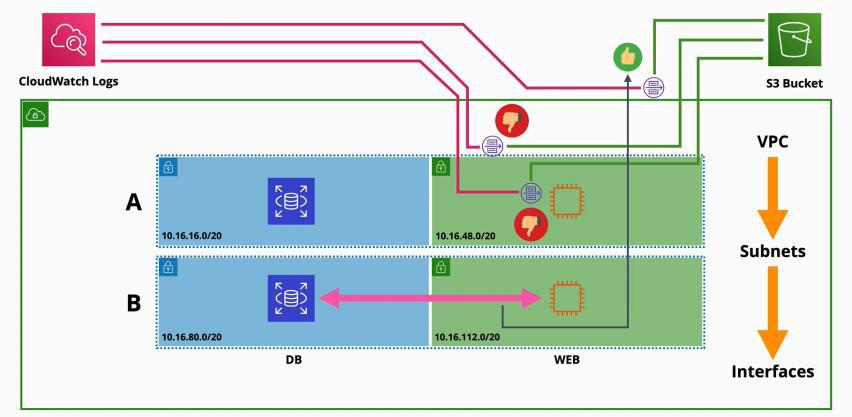 CloudWatch Logs
S3 Bucket
VPC
A
10.16.16.0/20
10.16.48.0/20
Subnets
B
10.16.80.0/20
10.16.112.0/20
DB
WEB
Interfaces